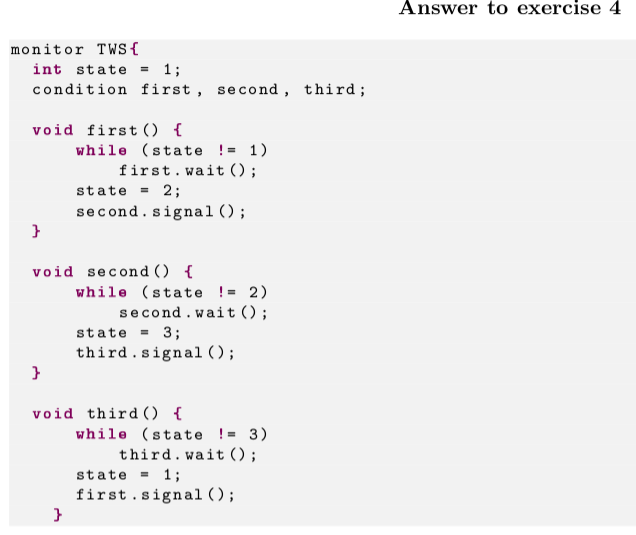 Answer to exercise 4
monitor TWS{
int state = 1;
condition first, second, third;
void first() {
while (state != 1)
first.wait();
state = 2;
second.signal();
}
void second() {
while (state != 2)
second.wait();
state = 3;
third.signal();
}
void third() {
while (state != 3)
third.wait();
state = 1;
first.signal();
}